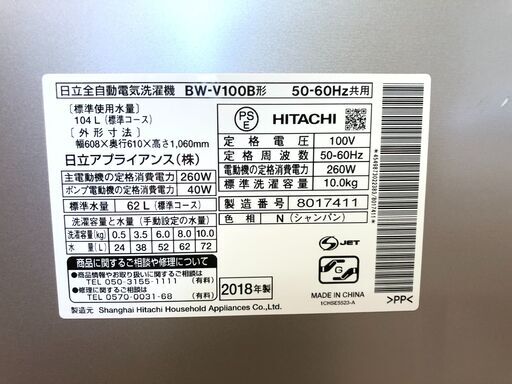 日立全自動電気洗濯機 BW-V100B形 50-60Hz共用
〔標準使用水量〕
104L（標準コース）
〔外形寸法〕
幅608×奥行610×高さ1,060mm
日立アプライアンス（株）
主電動機の定格消費電力 260W
ポンプ電動機の定格消費電力 40W
標準水量 62L（標準コース）
洗濯容量と水量（手動設定の水量）
洗濯容量（kg） 0.5 3.5 6.0 8.0 10.0
水量（L） 24 38 52 62 72
商品に関するご相談や修理について
●商品情報やお取り扱いに関するご相談は
TEL 050-3155-1111（有料）
●修理に関するご相談は
TEL 0570-0031-68（有料）
製造元：Shanghai Hitachi Household Appliances Co.,Ltd.
PS
E
HITACHI
定格電圧 100V
定格周波数 50-60Hz
電動機の定格消費電力 260W
標準洗濯容量 10.0kg
製造番号 8017411
色相 N（シャンパン）
2018年製
S JET
G
MADE IN CHINA
1CHSE5523-A
>PP<